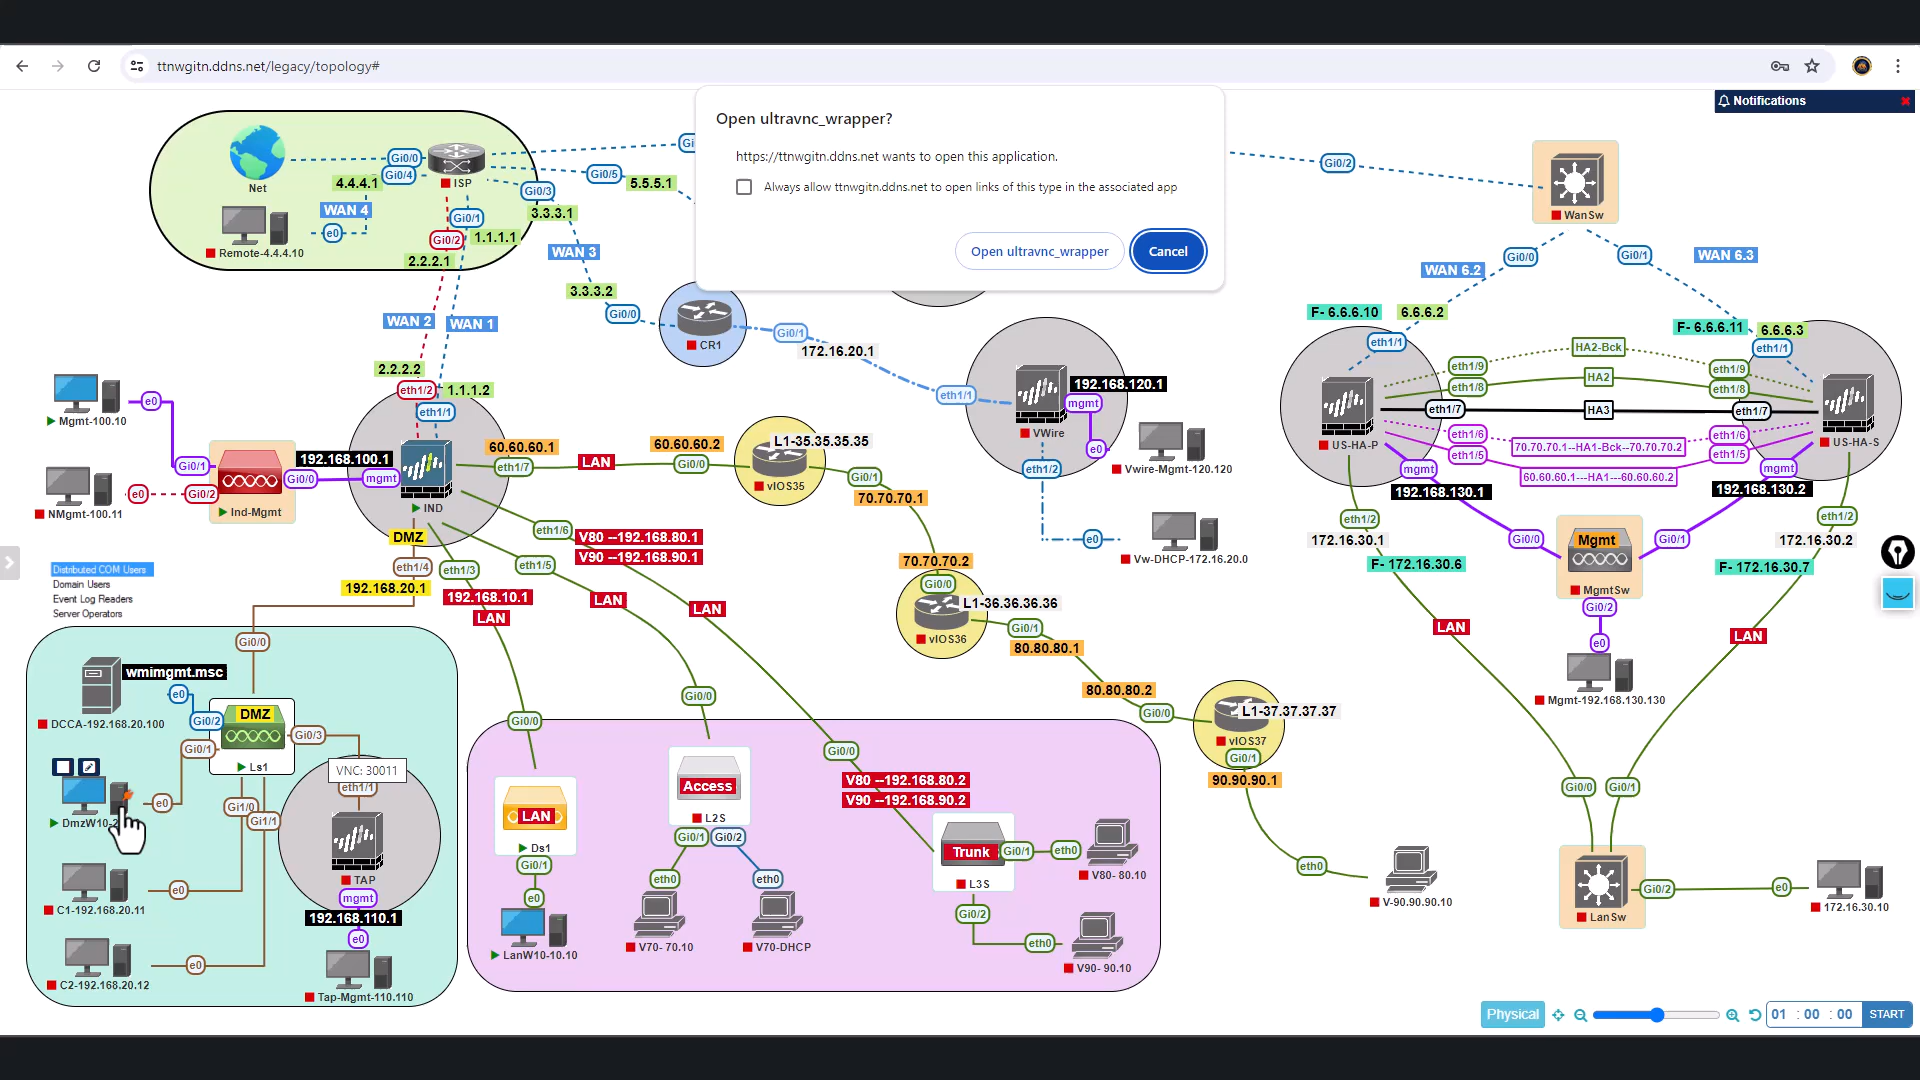 ttnwgitn.ddns.net/legacy/topology#
Notifications
Open ultravnc_wrapper?
https://ttnwgitn.ddns.net wants to open this application.
Always allow ttnwgitn.ddns.net to open links of this type in the associated app
Open ultravnc_wrapper
Cancel
Net
Gi0/0
Gi0/4
4.4.4.1
ISP
WAN 4
e0
Remote-4.4.4.10
Gi0/1
Gi0/2
1.1.1.1
2.2.2.1
Gi0/3
3.3.3.1
Gi0/5
5.5.5.1
WAN 3
3.3.3.2
Gi0/0
CR1
Gi0/1
172.16.20.1
Gi0/2
WanSw
Gi0/0
Gi0/1
WAN 6.2
WAN 6.3
WAN 2
WAN 1
2.2.2.2
eth1/2
1.1.1.2
eth1/1
Mgmt-100.10
e0
Gi0/1
NMgmt-100.11
e0
Gi0/2
Ind-Mgmt
Gi0/0
192.168.100.1
mgmt
IND
60.60.60.1
eth1/7
LAN
60.60.60.2
Gi0/0
L1-35.35.35.35
vIOS35
Gi0/1
70.70.70.1
eth1/1
192.168.120.1
mgmt
VWire
e0
Vwire-Mgmt-120.120
eth1/2
e0
Vw-DHCP-172.16.20.0
F- 6.6.6.10
6.6.6.2
eth1/1
F- 6.6.6.11
6.6.6.3
eth1/1
US-HA-P
US-HA-S
eth1/9
HA2-Bck
eth1/9
eth1/8
HA2
eth1/8
eth1/7
HA3
eth1/7
eth1/6
70.70.70.1--HA1-Bck--70.70.70.2
eth1/6
eth1/5
60.60.60.1---HA1---60.60.60.2
eth1/5
mgmt
192.168.130.1
mgmt
192.168.130.2
eth1/2
172.16.30.1
F- 172.16.30.6
eth1/2
172.16.30.2
F- 172.16.30.7
Gi0/0
Mgmt
Gi0/1
MgmtSw
Gi0/2
e0
Mgmt-192.168.130.130
LAN
LAN
DMZ
eth1/4
192.168.20.1
eth1/3
192.168.10.1
LAN
eth1/5
LAN
eth1/6
V80 --192.168.80.1
V90 --192.168.90.1
LAN
70.70.70.2
Gi0/0
L1-36.36.36.36
vIOS36
Gi0/1
80.80.80.1
80.80.80.2
Gi0/0
L1-37.37.37.37
vIOS37
Gi0/1
90.90.90.1
eth0
V-90.90.90.10
Distributed COM Users
Domain Users
Event Log Readers
Server Operators
Gi0/0
wmimgmt.msc
e0
DCCA-192.168.20.100
Gi0/2
DMZ
Gi0/3
Gi0/1
Ls1
VNC: 30011
eth1/1
DmzW10-2
e0
Gi1/0
Gi1/1
C1-192.168.20.11
e0
C2-192.168.20.12
e0
TAP
mgmt
192.168.110.1
e0
Tap-Mgmt-110.110
Gi0/0
LAN
Ds1
Gi0/1
e0
LanW10-10.10
Gi0/0
Access
L2S
Gi0/1
Gi0/2
eth0
V70- 70.10
eth0
V70-DHCP
Gi0/0
V80 --192.168.80.2
V90 --192.168.90.2
Trunk
Gi0/1
eth0
V80- 80.10
L3S
Gi0/2
eth0
V90- 90.10
Gi0/0
Gi0/1
LanSw
Gi0/2
e0
172.16.30.10
Physical
01 : 00 : 00
START